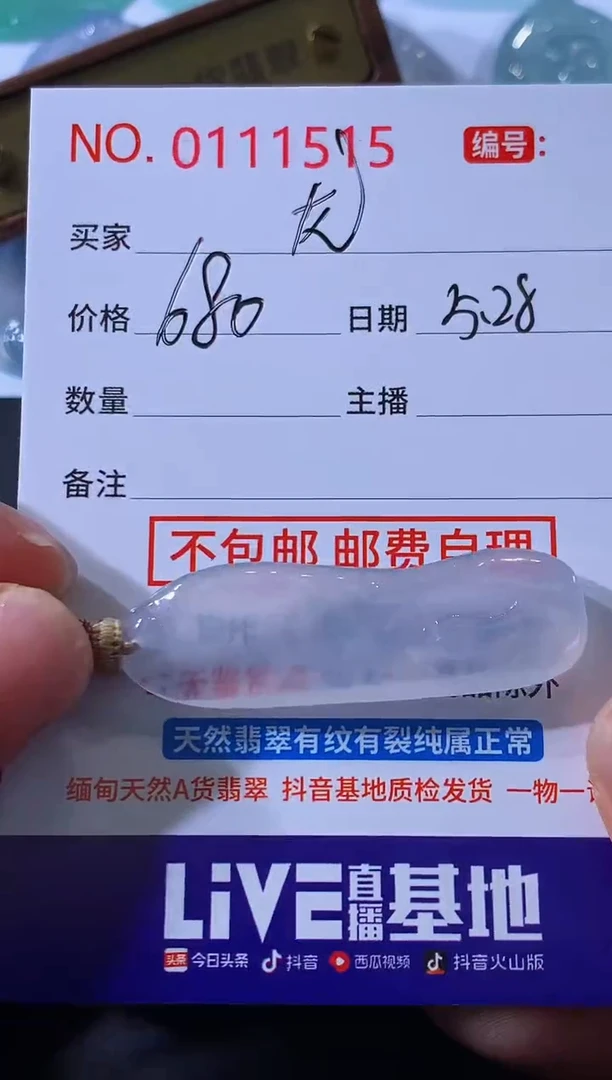 NO. 0111515 编号:
买家
价格 680 日期 5.28
数量 主播
备注
不包邮 邮费自理
天然翡翠有纹有裂纯属正常
缅甸天然A货翡翠 抖音基地质检发货 一物一
LiVE直播基地
头条 今日头条 抖音 西瓜视频 抖音火山版